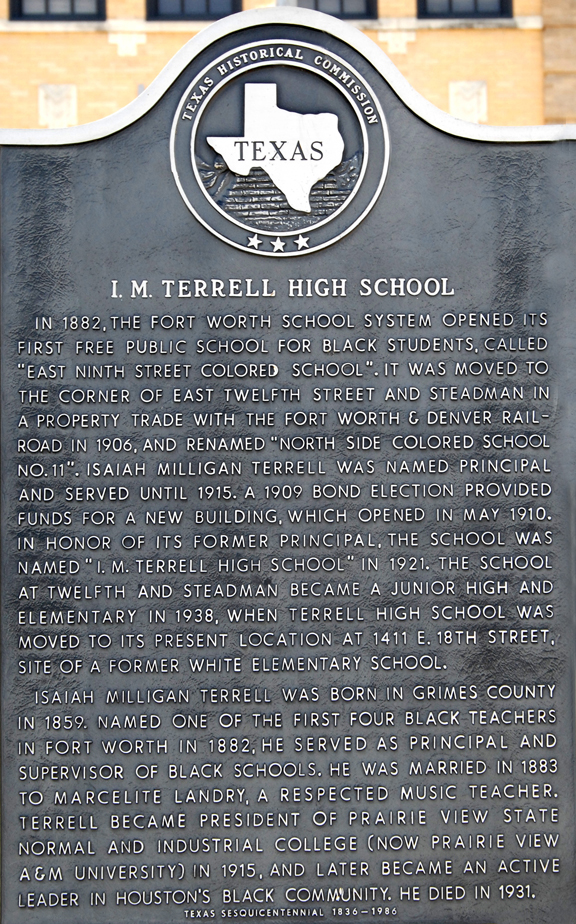 TEXAS HISTORICAL COMMISSION
TEXAS
I. M. TERRELL HIGH SCHOOL
IN 1882, THE FORT WORTH SCHOOL SYSTEM OPENED ITS
FIRST FREE PUBLIC SCHOOL FOR BLACK STUDENTS, CALLED
"EAST NINTH STREET COLORED SCHOOL". IT WAS MOVED TO
THE CORNER OF EAST TWELFTH STREET AND STEADMAN IN
A PROPERTY TRADE WITH THE FORT WORTH & DENVER RAIL-
ROAD IN 1906, AND RENAMED "NORTH SIDE COLORED SCHOOL
NO. 11". ISAIAH MILLIGAN TERRELL WAS NAMED PRINCIPAL
AND SERVED UNTIL 1915. A 1909 BOND ELECTION PROVIDED
FUNDS FOR A NEW BUILDING, WHICH OPENED IN MAY 1910.
IN HONOR OF ITS FORMER PRINCIPAL, THE SCHOOL WAS
NAMED "I. M. TERRELL HIGH SCHOOL" IN 1921. THE SCHOOL
AT TWELFTH AND STEADMAN BECAME A JUNIOR HIGH AND
ELEMENTARY IN 1938, WHEN TERRELL HIGH SCHOOL WAS
MOVED TO ITS PRESENT LOCATION AT 1411 E. 18TH STREET,
SITE OF A FORMER WHITE ELEMENTARY SCHOOL.
ISAIAH MILLIGAN TERRELL WAS BORN IN GRIMES COUNTY
IN 1859. NAMED ONE OF THE FIRST FOUR BLACK TEACHERS
IN FORT WORTH IN 1882, HE SERVED AS PRINCIPAL AND
SUPERVISOR OF BLACK SCHOOLS. HE WAS MARRIED IN 1883
TO MARCELITE LANDRY, A RESPECTED MUSIC TEACHER.
TERRELL BECAME PRESIDENT OF PRAIRIE VIEW STATE
NORMAL AND INDUSTRIAL COLLEGE (NOW PRAIRIE VIEW
A&M UNIVERSITY) IN 1915, AND LATER BECAME AN ACTIVE
LEADER IN HOUSTON'S BLACK COMMUNITY. HE DIED IN 1931.
TEXAS SESQUICENTENNIAL 1836–1986